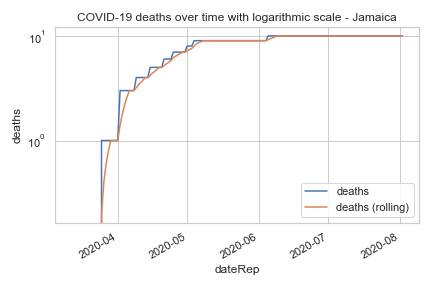 COVID-19 deaths over time with logarithmic scale - Jamaica
10¹
10⁰
deaths
deaths
deaths (rolling)
2020-04
2020-05
2020-06
2020-07
2020-08
dateRep